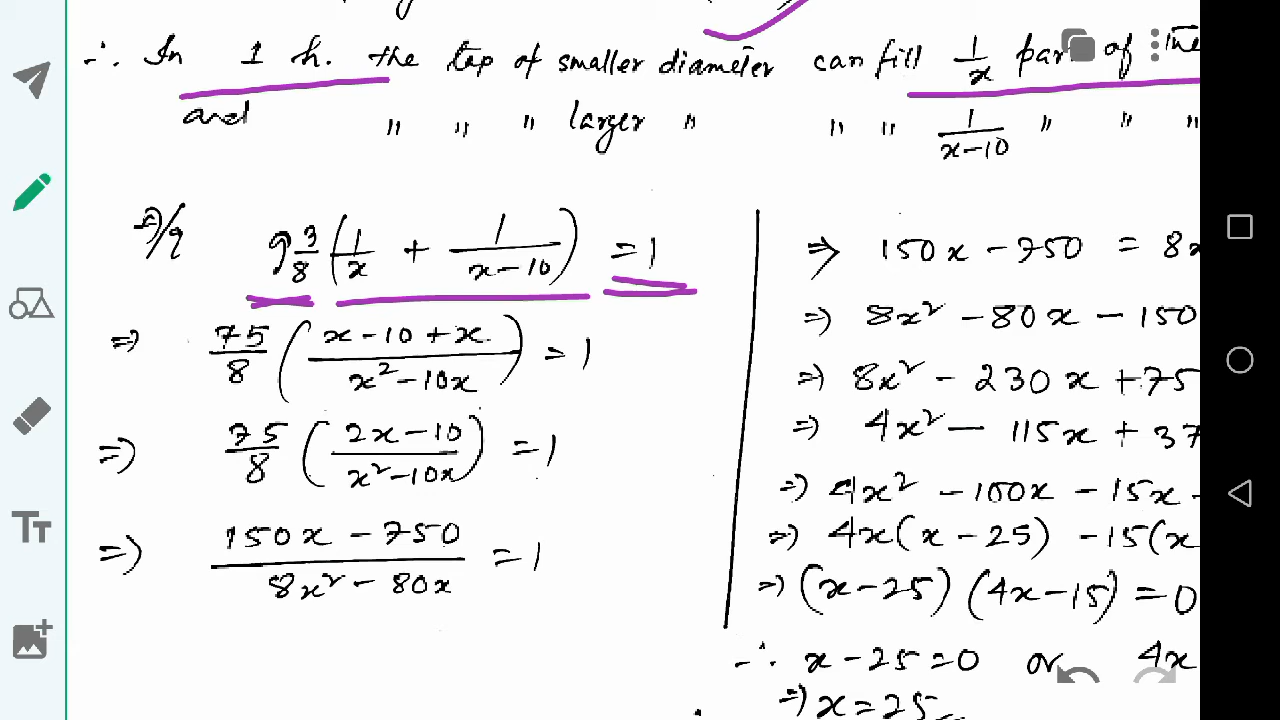 ∴ In 1 h. the tap of smaller diameter can fill 1/x part of the
and " " " larger " " " 1/(x-10) " " "
A/q 9 3/8 (1/x + 1/(x-10)) = 1
⇒ 75/8 ((x-10+x)/(x²-10x)) = 1
⇒ 75/8 ((2x-10)/(x²-10x)) = 1
⇒ (150x-750)/(8x²-80x) = 1
⇒ 150x-750 = 8x
⇒ 8x² - 80x - 150
⇒ 8x² - 230x + 75
⇒ 4x² - 115x + 37
⇒ 4x² - 100x - 15x -
⇒ 4x(x-25) -15(x
⇒ (x-25) (4x-15) = 0
∴ x-25=0 or 4x
⇒ x = 25
TT